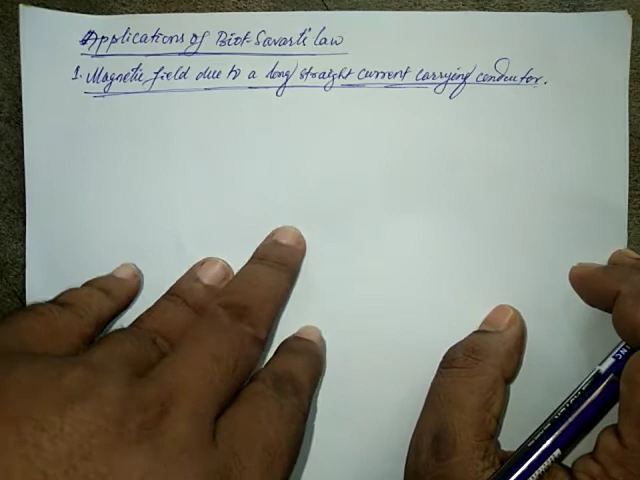 Applications of Biot-Savart's law
1. Magnetic field due to a long straight current carrying conductor.